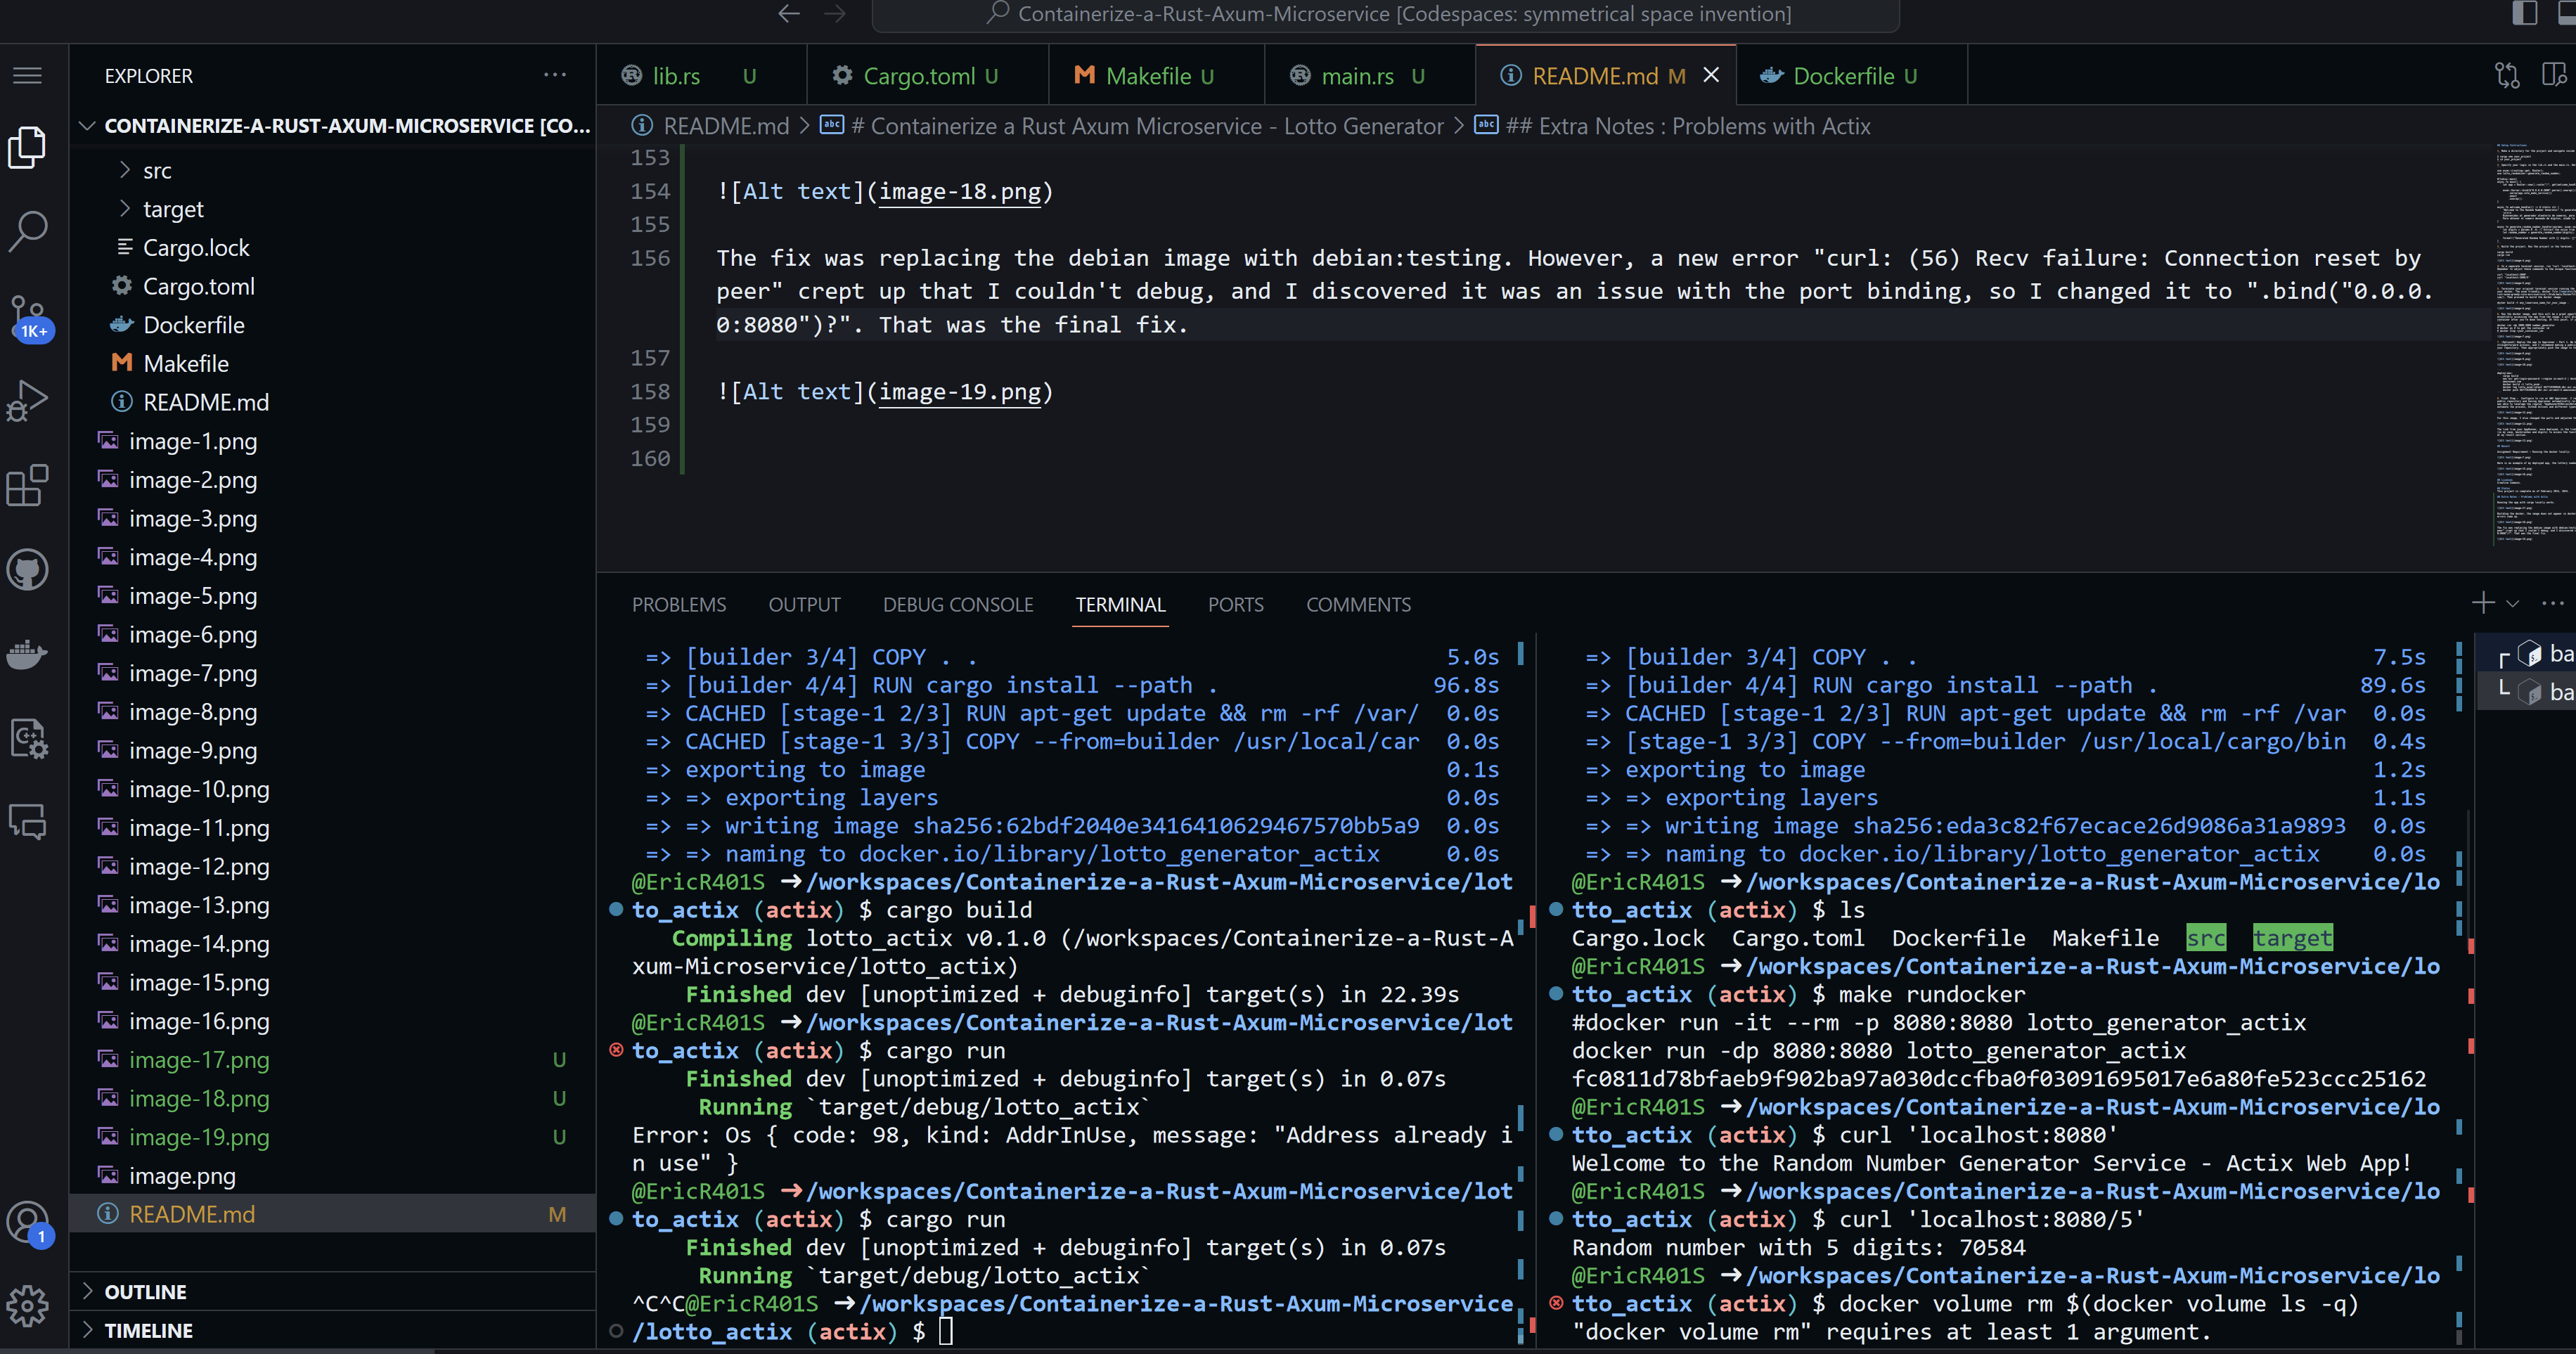 Containerize-a-Rust-Axum-Microservice [Codespaces: symmetrical space invention]
EXPLORER
CONTAINERIZE-A-RUST-AXUM-MICROSERVICE [CO...
src
target
Cargo.lock
Cargo.toml
Dockerfile
Makefile
README.md
image-1.png
image-2.png
image-3.png
image-4.png
image-5.png
image-6.png
image-7.png
image-8.png
image-9.png
image-10.png
image-11.png
image-12.png
image-13.png
image-14.png
image-15.png
image-16.png
image-17.png U
image-18.png U
image-19.png U
image.png
README.md M
OUTLINE
TIMELINE
1K+
1
lib.rs U
Cargo.toml U
Makefile U
main.rs U
README.md M
Dockerfile U
README.md > # Containerize a Rust Axum Microservice - Lotto Generator > ## Extra Notes : Problems with Actix
153
154 ![Alt text](image-18.png)
155
156 The fix was replacing the debian image with debian:testing. However, a new error "curl: (56) Recv failure: Connection reset by
peer" crept up that I couldn't debug, and I discovered it was an issue with the port binding, so I changed it to ".bind("0.0.0.
0:8080")?". That was the final fix.
157
158 ![Alt text](image-19.png)
159
160
PROBLEMS OUTPUT DEBUG CONSOLE TERMINAL PORTS COMMENTS
=> [builder 3/4] COPY . . 5.0s
=> [builder 4/4] RUN cargo install --path . 96.8s
=> CACHED [stage-1 2/3] RUN apt-get update && rm -rf /var/ 0.0s
=> CACHED [stage-1 3/3] COPY --from=builder /usr/local/car 0.0s
=> exporting to image 0.1s
=> => exporting layers 0.0s
=> => writing image sha256:62bdf2040e3416410629467570bb5a9 0.0s
=> => naming to docker.io/library/lotto_generator_actix 0.0s
@EricR401S ➜/workspaces/Containerize-a-Rust-Axum-Microservice/lot
to_actix (actix) $ cargo build
Compiling lotto_actix v0.1.0 (/workspaces/Containerize-a-Rust-A
xum-Microservice/lotto_actix)
Finished dev [unoptimized + debuginfo] target(s) in 22.39s
@EricR401S ➜/workspaces/Containerize-a-Rust-Axum-Microservice/lot
to_actix (actix) $ cargo run
Finished dev [unoptimized + debuginfo] target(s) in 0.07s
Running `target/debug/lotto_actix`
Error: Os { code: 98, kind: AddrInUse, message: "Address already i
n use" }
@EricR401S ➜/workspaces/Containerize-a-Rust-Axum-Microservice/lot
to_actix (actix) $ cargo run
Finished dev [unoptimized + debuginfo] target(s) in 0.07s
Running `target/debug/lotto_actix`
^C^C@EricR401S ➜/workspaces/Containerize-a-Rust-Axum-Microservice
/lotto_actix (actix) $
=> [builder 3/4] COPY . . 7.5s
=> [builder 4/4] RUN cargo install --path . 89.6s
=> CACHED [stage-1 2/3] RUN apt-get update && rm -rf /var 0.0s
=> [stage-1 3/3] COPY --from=builder /usr/local/cargo/bin 0.4s
=> exporting to image 1.2s
=> => exporting layers 1.1s
=> => writing image sha256:eda3c82f67ecace26d9086a31a9893 0.0s
=> => naming to docker.io/library/lotto_generator_actix 0.0s
@EricR401S ➜/workspaces/Containerize-a-Rust-Axum-Microservice/lo
tto_actix (actix) $ ls
Cargo.lock Cargo.toml Dockerfile Makefile src target
@EricR401S ➜/workspaces/Containerize-a-Rust-Axum-Microservice/lo
tto_actix (actix) $ make rundocker
#docker run -it --rm -p 8080:8080 lotto_generator_actix
docker run -dp 8080:8080 lotto_generator_actix
fc0811d78bfaeb9f902ba97a030dccfba0f03091695017e6a80fe523ccc25162
@EricR401S ➜/workspaces/Containerize-a-Rust-Axum-Microservice/lo
tto_actix (actix) $ curl 'localhost:8080'
Welcome to the Random Number Generator Service - Actix Web App!
@EricR401S ➜/workspaces/Containerize-a-Rust-Axum-Microservice/lo
tto_actix (actix) $ curl 'localhost:8080/5'
Random number with 5 digits: 70584
@EricR401S ➜/workspaces/Containerize-a-Rust-Axum-Microservice/lo
tto_actix (actix) $ docker volume rm $(docker volume ls -q)
"docker volume rm" requires at least 1 argument.
ba
ba